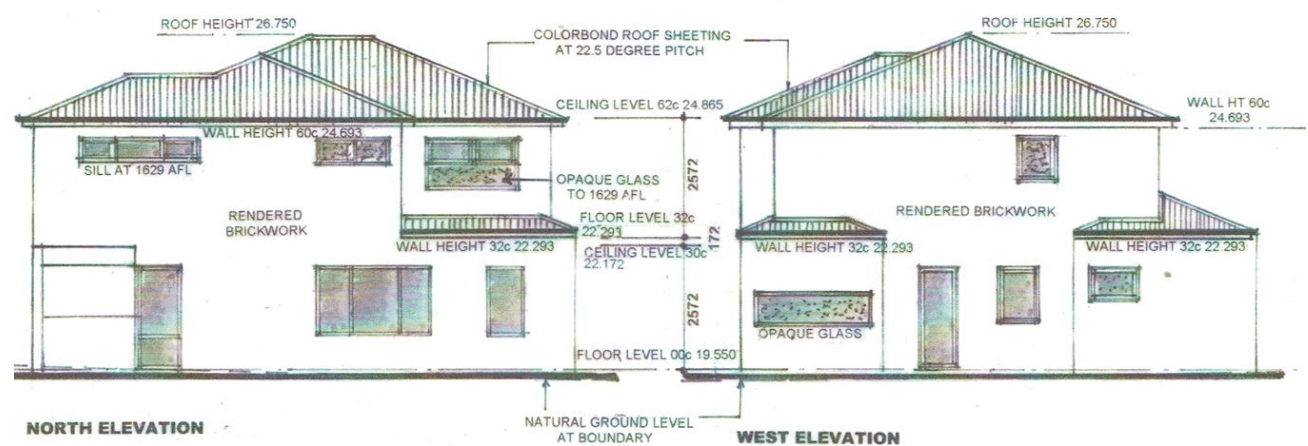 ROOF HEIGHT 26.750
COLORBOND ROOF SHEETING
AT 22.5 DEGREE PITCH
ROOF HEIGHT 26.750
CEILING LEVEL 62c 24.865
WALL HT 60c
24.693
WALL HEIGHT 60c 24.693
SILL AT 1629 AFL
OPAQUE GLASS
TO 1629 AFL
2572
RENDERED
BRICKWORK
FLOOR LEVEL 32c
22.293
RENDERED BRICKWORK
WALL HEIGHT 32c 22.293
CEILING LEVEL 30c
22.172
172
WALL HEIGHT 32c 22.293
WALL HEIGHT 32c 22.293
2572
OPAQUE GLASS
FLOOR LEVEL 00c 19.550
NORTH ELEVATION
NATURAL GROUND LEVEL
AT BOUNDARY
WEST ELEVATION